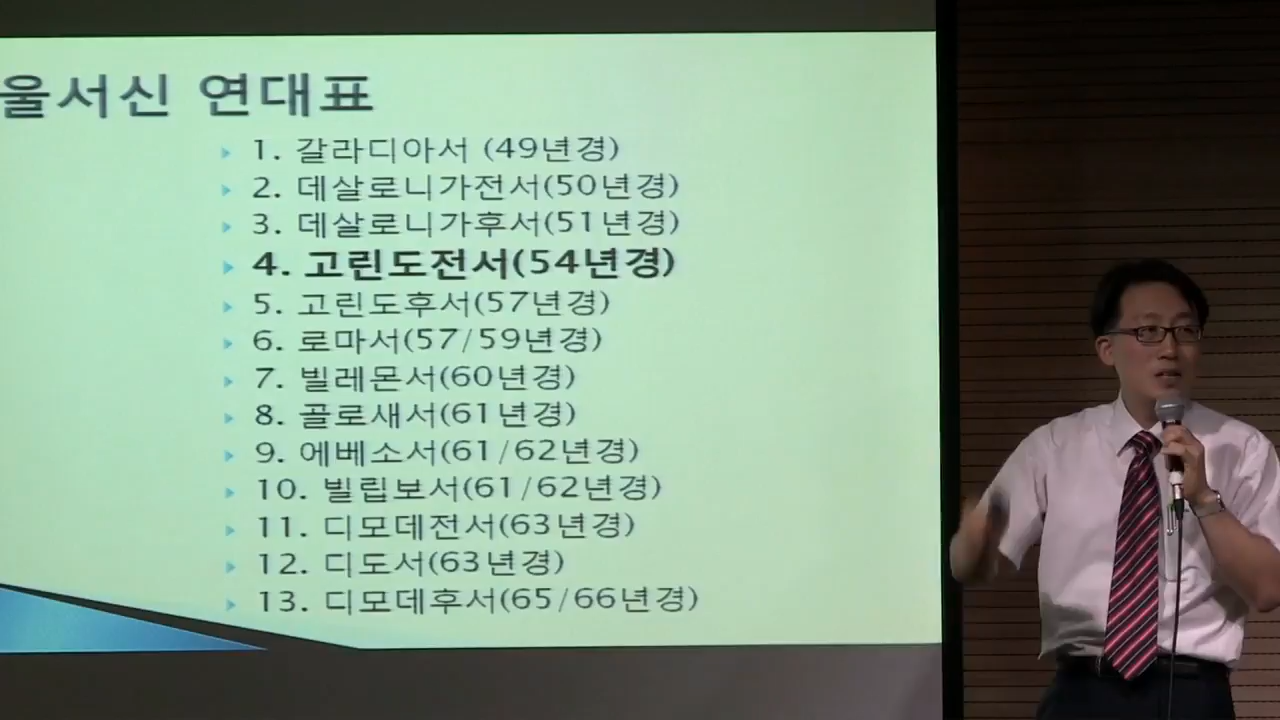 울서신 연대표
1. 갈라디아서 (49년경)
2. 데살로니가전서(50년경)
3. 데살로니가후서(51년경)
4. 고린도전서(54년경)
5. 고린도후서(57년경)
6. 로마서(57/59년경)
7. 빌레몬서(60년경)
8. 골로새서(61년경)
9. 에베소서(61/62년경)
10. 빌립보서(61/62년경)
11. 디모데전서(63년경)
12. 디도서(63년경)
13. 디모데후서(65/66년경)